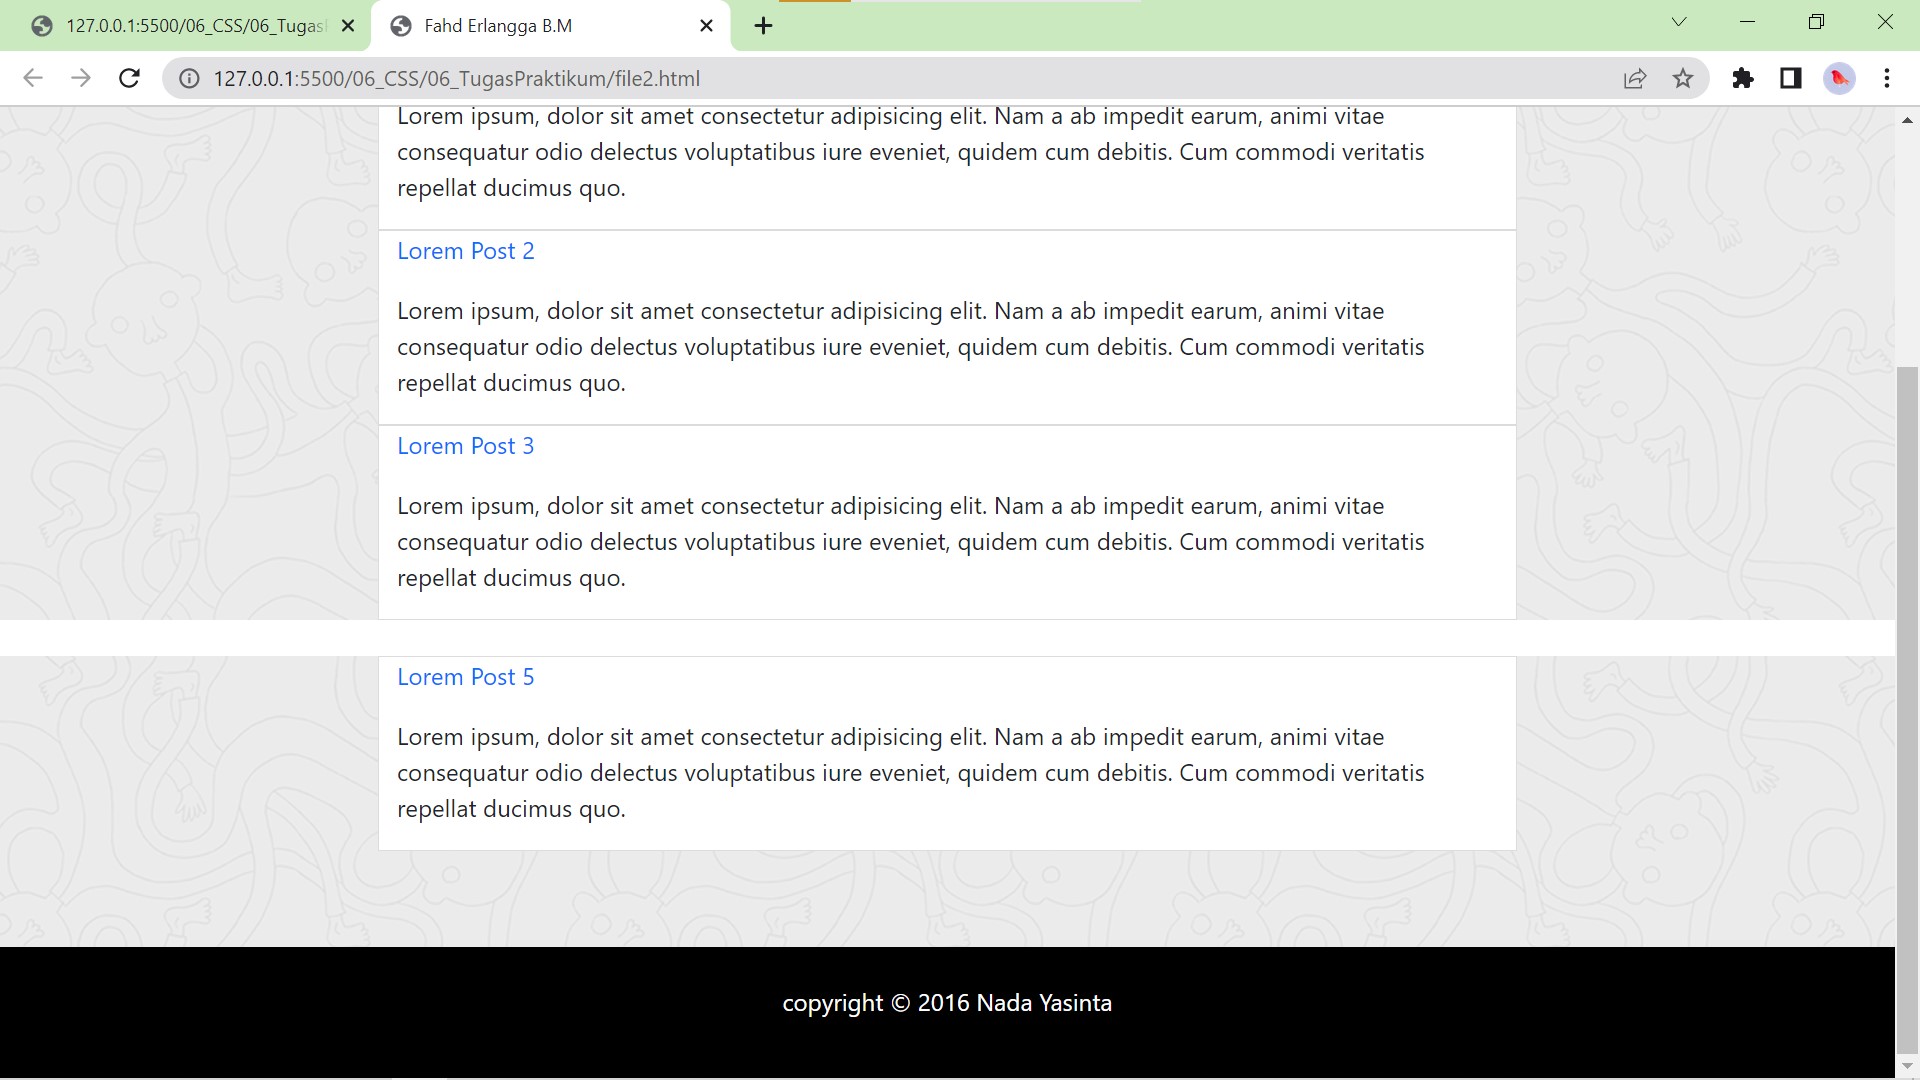 127.0.0.1:5500/06_CSS/06_Tugas
Fahd Erlangga B.M
127.0.0.1:5500/06_CSS/06_TugasPraktikum/file2.html
Lorem ipsum, dolor sit amet consectetur adipisicing elit. Nam a ab impedit earum, animi vitae
consequatur odio delectus voluptatibus iure eveniet, quidem cum debitis. Cum commodi veritatis
repellat ducimus quo.
Lorem Post 2
Lorem ipsum, dolor sit amet consectetur adipisicing elit. Nam a ab impedit earum, animi vitae
consequatur odio delectus voluptatibus iure eveniet, quidem cum debitis. Cum commodi veritatis
repellat ducimus quo.
Lorem Post 3
Lorem ipsum, dolor sit amet consectetur adipisicing elit. Nam a ab impedit earum, animi vitae
consequatur odio delectus voluptatibus iure eveniet, quidem cum debitis. Cum commodi veritatis
repellat ducimus quo.
Lorem Post 5
Lorem ipsum, dolor sit amet consectetur adipisicing elit. Nam a ab impedit earum, animi vitae
consequatur odio delectus voluptatibus iure eveniet, quidem cum debitis. Cum commodi veritatis
repellat ducimus quo.
copyright © 2016 Nada Yasinta